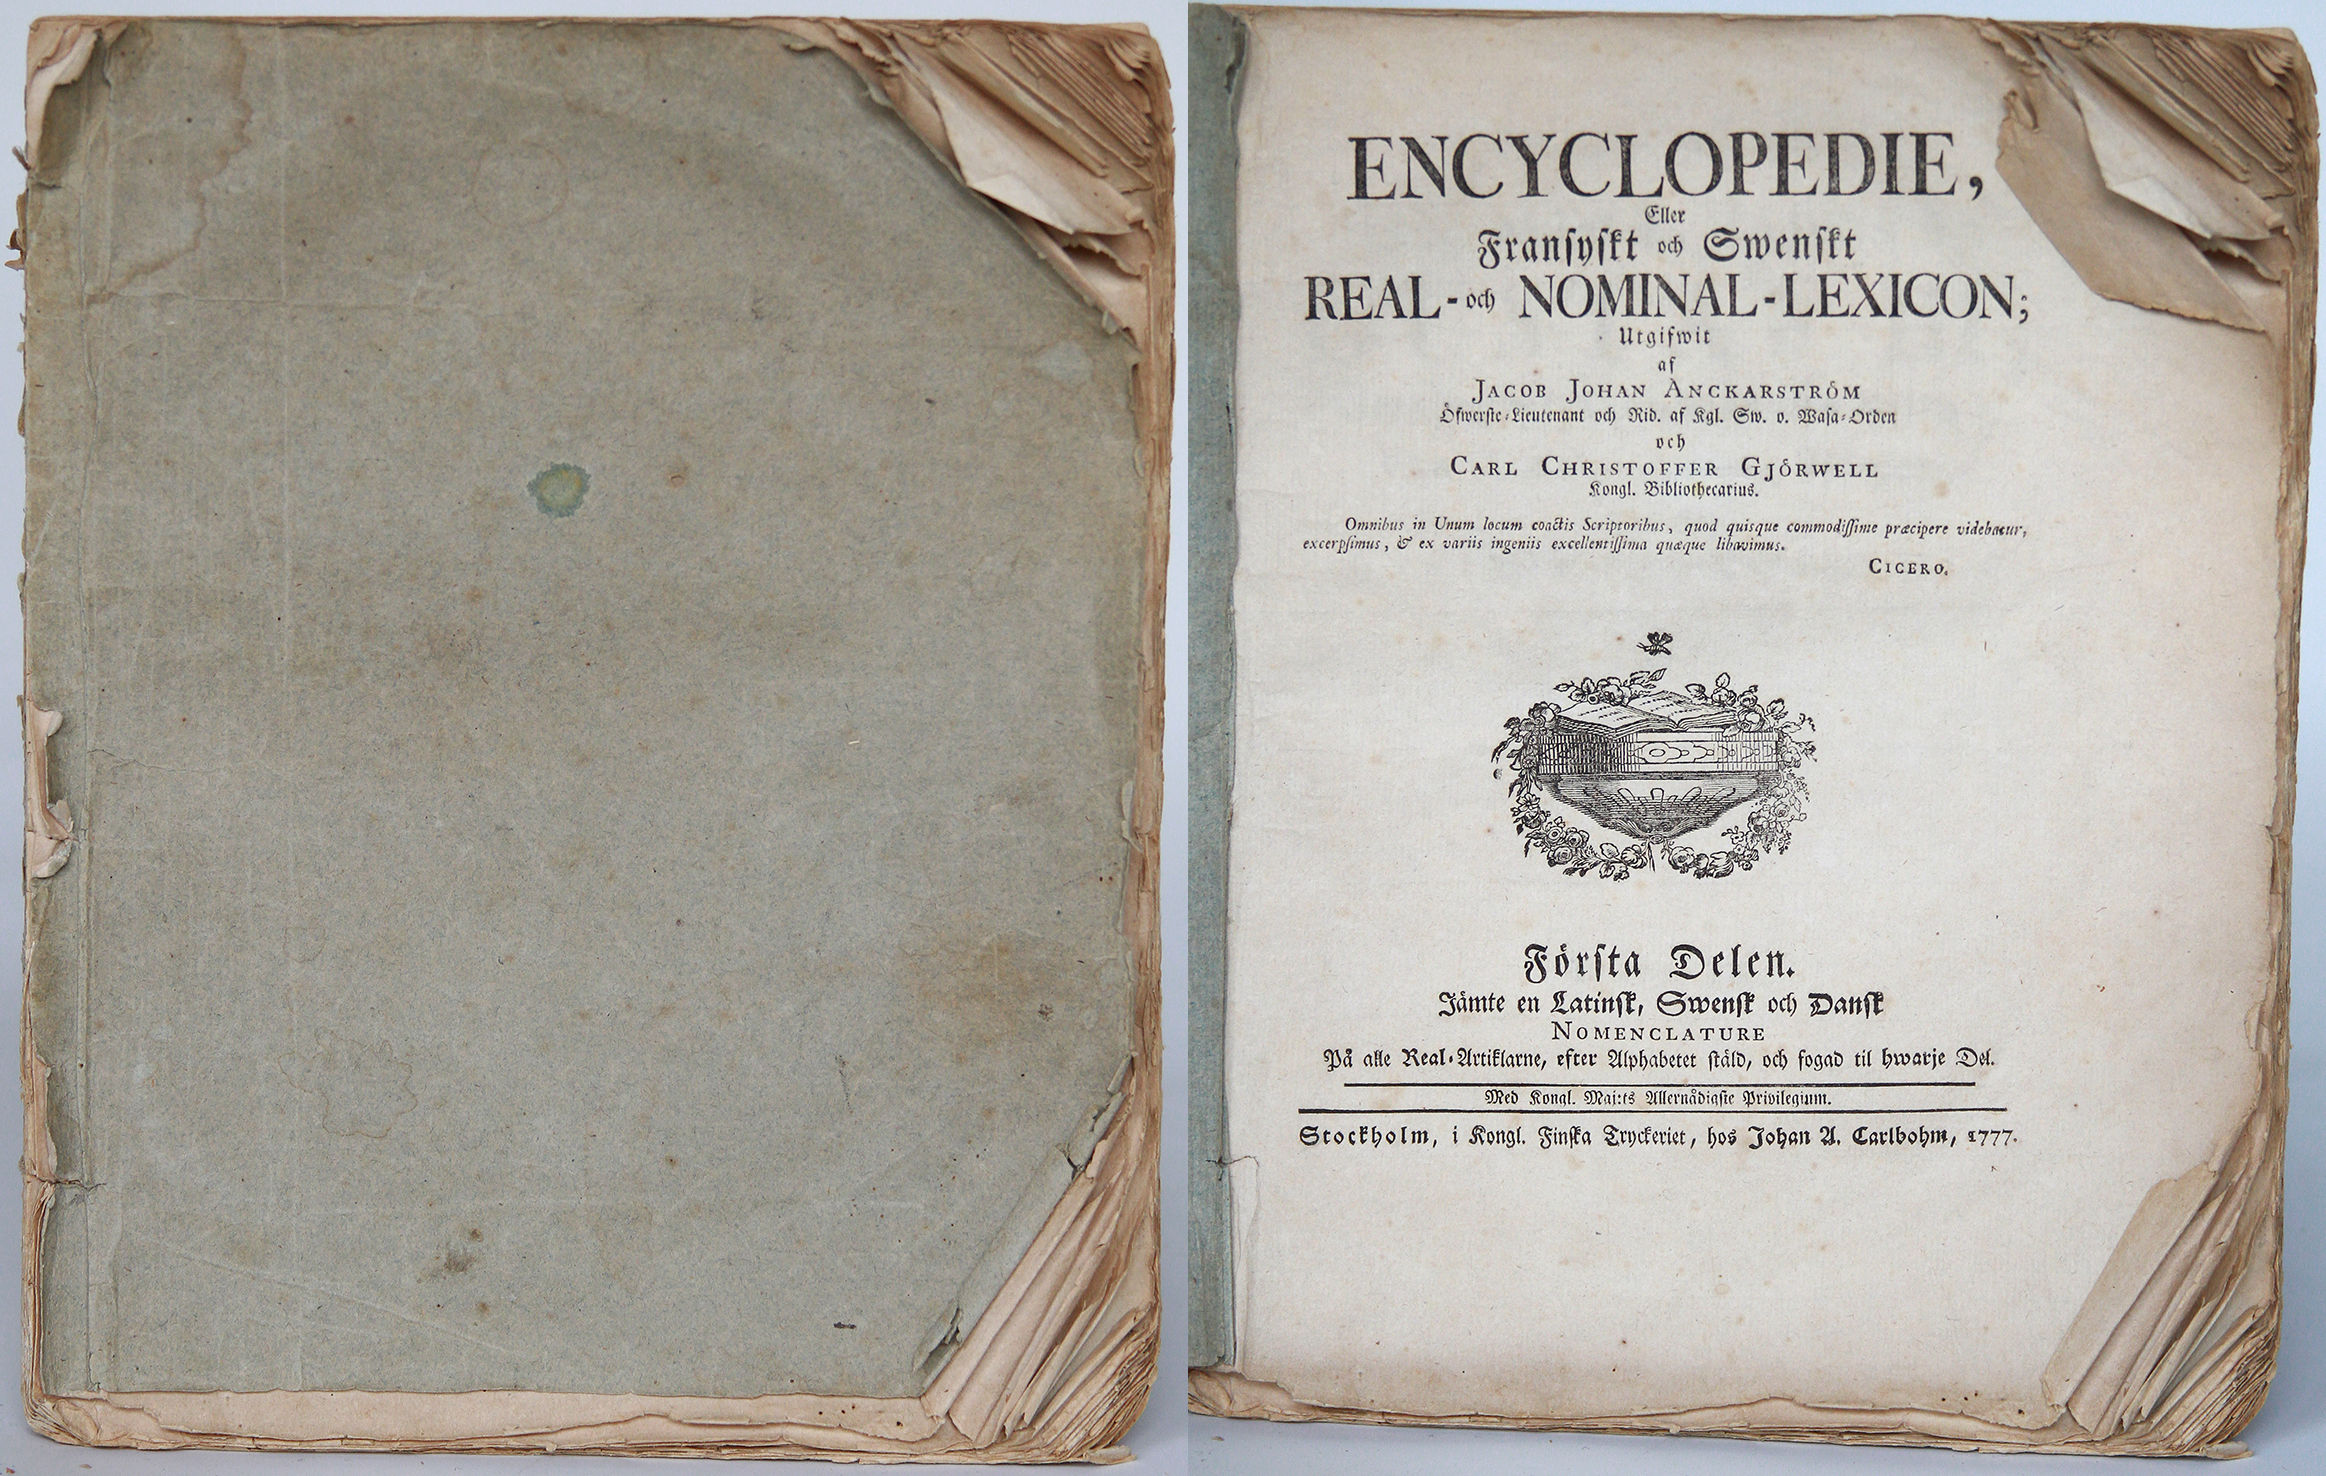 ENCYCLOPEDIE,
Eller
Fransyskt och Swenskt
REAL- och NOMINAL-LEXICON;
Utgifwit
af
JACOB JOHAN ANCKARSTRÖM
Öfwerste-Lieutenant och Rid. af Kgl. Sw. o. Wasa-Orden
och
CARL CHRISTOFFER GJÖRWELL
Kongl. Bibliothecarius.
Omnibus in Unum locum coactis Scriptoribus, quod quisque commodissime præcipere videbatur,
excerpsimus, & ex variis ingeniis excellentissima quæque libavimus.
CICERO.
Första Delen.
Jämte en Latinsk, Swensk och Dansk
NOMENCLATURE
På alle Real-Artiklarne, efter Alphabetet stäld, och fogad til hwarje Del.
Med Kongl. Maj:ts Allernådigste Privilegium.
Stockholm, i Kongl. Finska Tryckeriet, hos Johan A. Carlbohm, 1777.